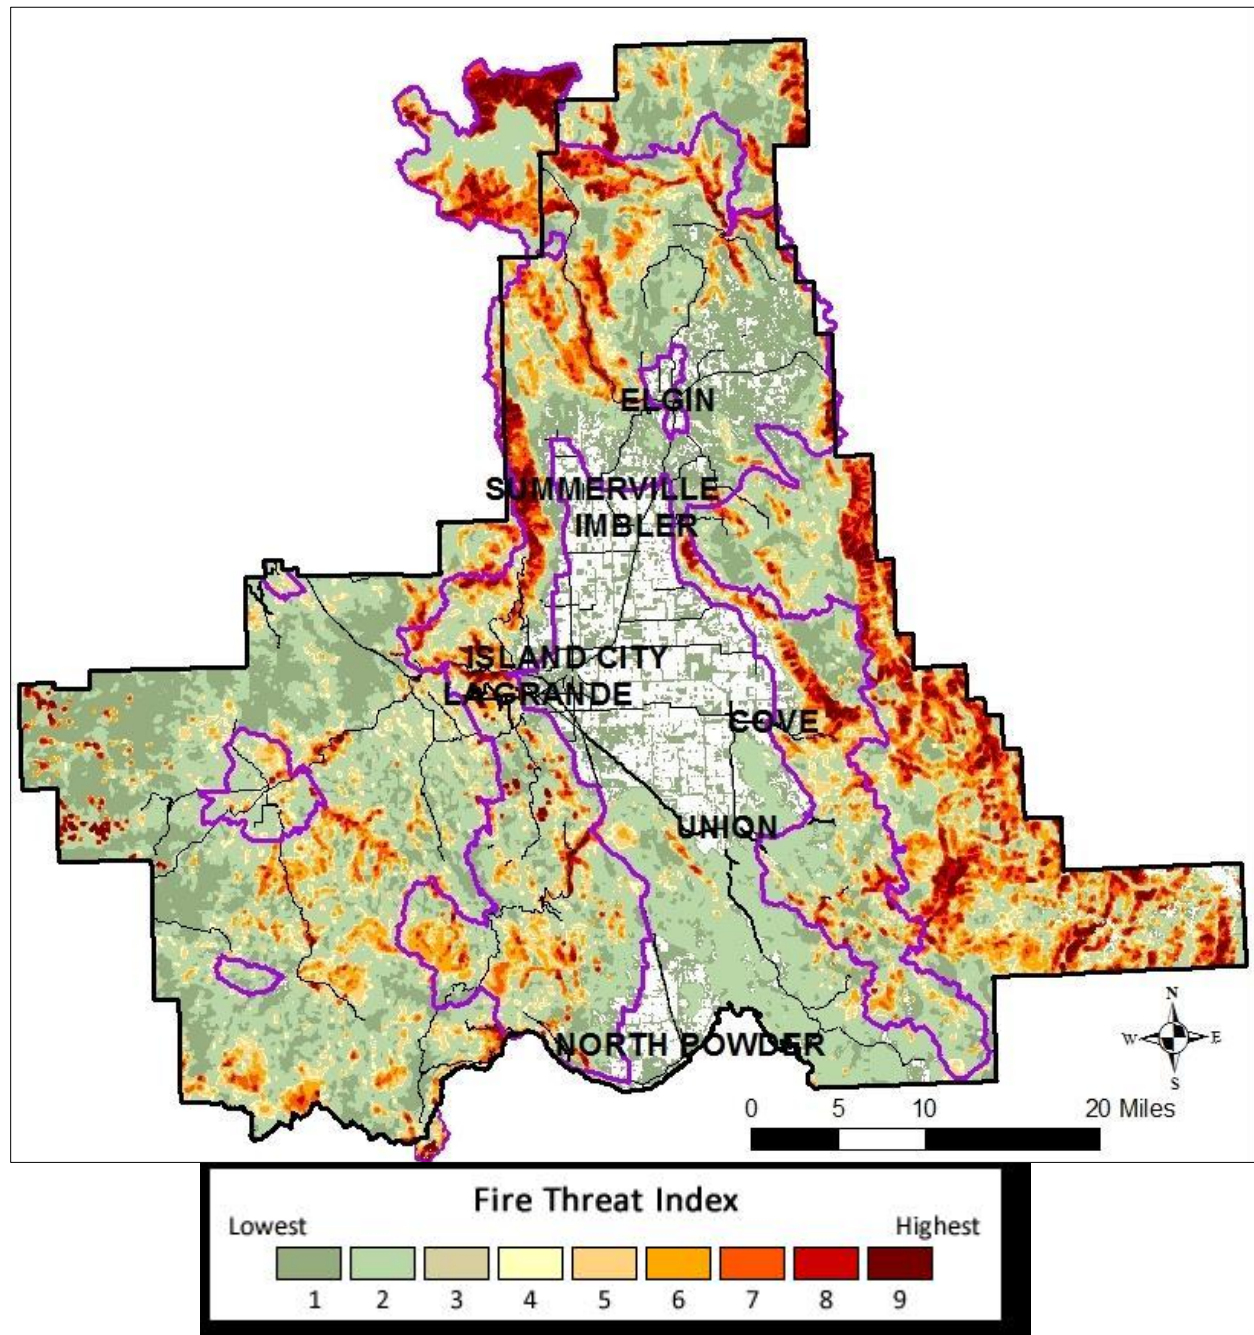 ELGIN
SUMMERVILLE
IMBLER
ISLAND CITY
LA GRANDE
COVE
UNION
NORTH POWDER
N
W E
S
0 5 10 20 Miles
Fire Threat Index
Lowest Highest
1 2 3 4 5 6 7 8 9